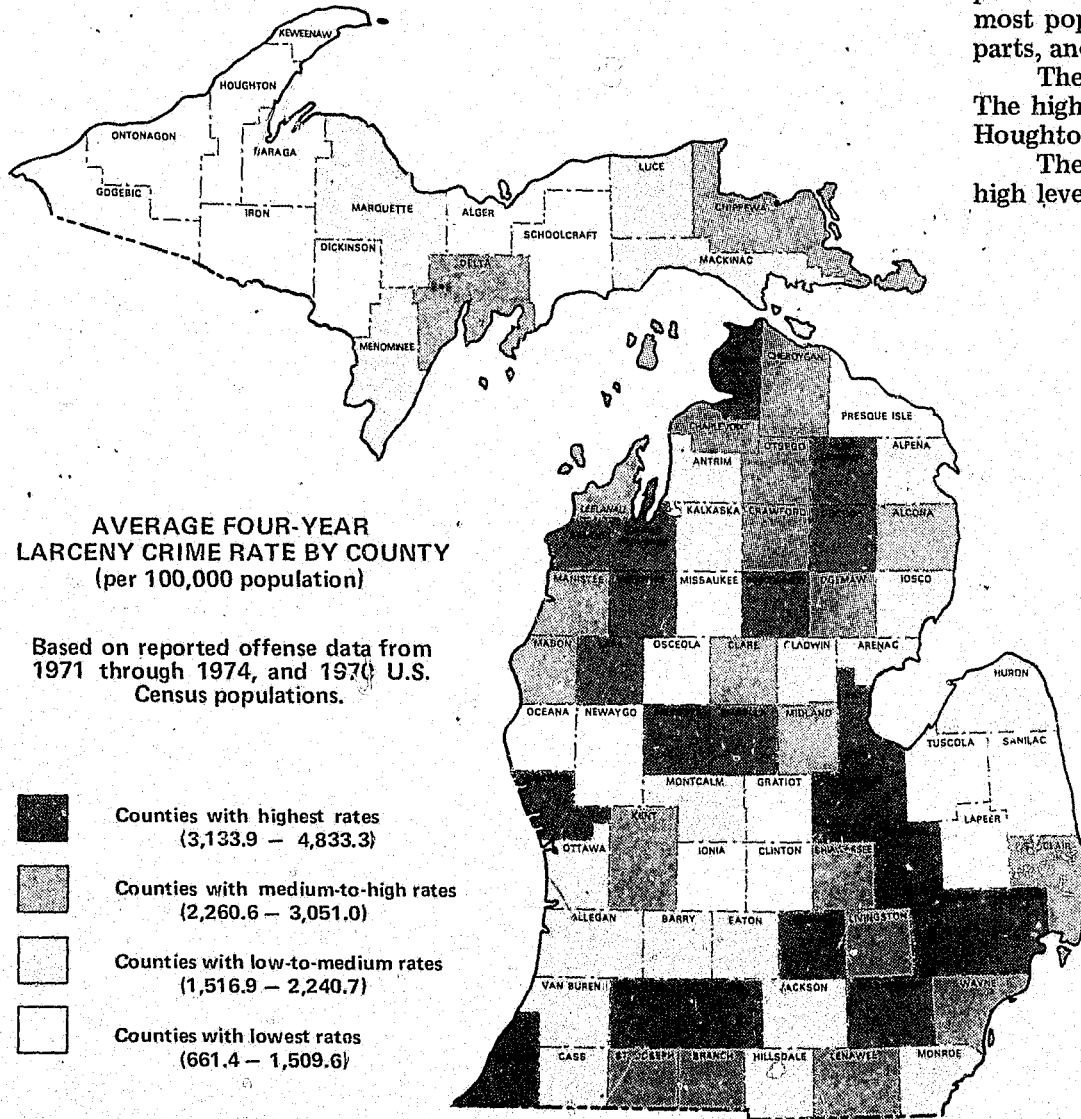 most pop
parts, and
The
The high
Houghto
The
high leve
KEWEENAW
HOUGHTON
ONTONAGON
BARAGA
LUCE
GOGEBIC
CHIPPEWA
IRON
MARQUETTE
ALGER
SCHOOLCRAFT
DICKINSON
MACKINAC
DELTA
MENOMINEE
CHEBOYGAN
PRESQUE ISLE
CHARLEVOIX
OTSEGO
ALPENA
ANTRIM
LEELANAU
KALKASKA
CRAWFORD
ALCONA
AVERAGE FOUR-YEAR
LARCENY CRIME RATE BY COUNTY
(per 100,000 population)
MANISTEE
MISSAUKEE
OGEMAW
IOSCO
Based on reported offense data from
1971 through 1974, and 1970 U.S.
Census populations.
MASON
LAKE
OSCEOLA
CLARE
GLADWIN
ARENAC
HURON
OCEANA
NEWAYGO
MIDLAND
TUSCOLA
SANILAC
MONTCALM
GRATIOT
LAPEER
Counties with highest rates
(3,133.9 – 4,833.3)
KENT
ST. CLAIR
OTTAWA
IONIA
CLINTON
SHIAWASSEE
Counties with medium-to-high rates
(2,260.6 – 3,051.0)
ALLEGAN
BARRY
EATON
LIVINGSTON
Counties with low-to-medium rates
(1,516.9 – 2,240.7)
VAN BUREN
JACKSON
WAYNE
Counties with lowest rates
(661.4 – 1,509.6)
CASS
ST. JOSEPH
BRANCH
HILLSDALE
LENAWEE
MONROE